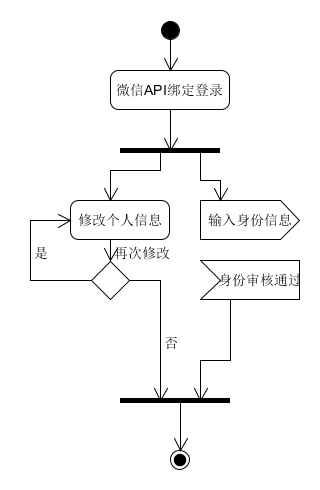 微信API绑定登录
修改个人信息
输入身份信息
是
再次修改
身份审核通过
否